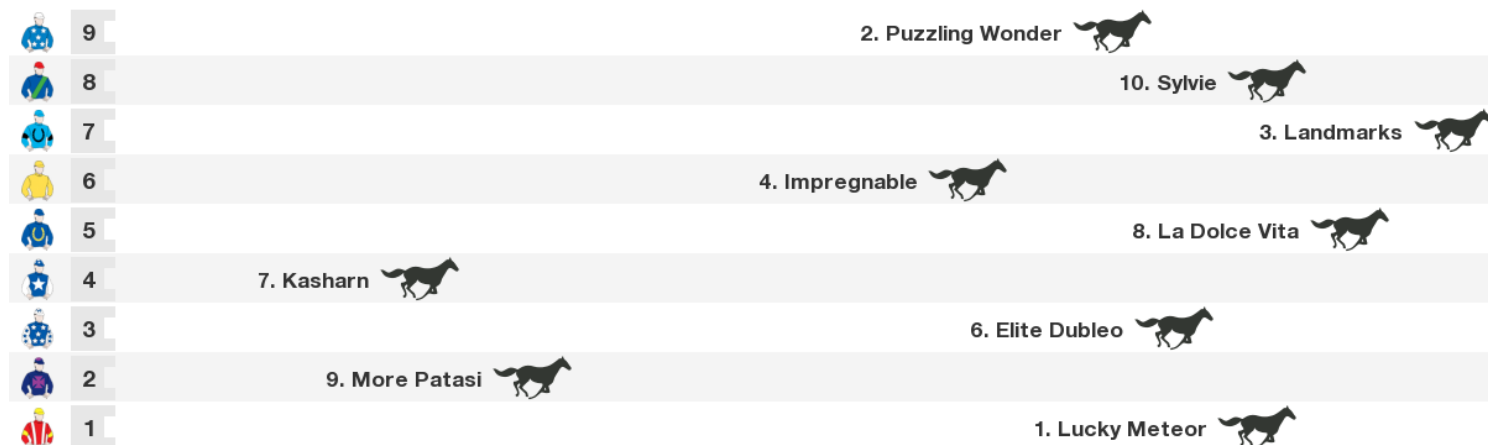 9 2. Puzzling Wonder
8 10. Sylvie
7 3. Landmarks
6 4. Impregnable
5 8. La Dolce Vita
4 7. Kasharn
3 6. Elite Dubleo
2 9. More Patasi
1 1. Lucky Meteor